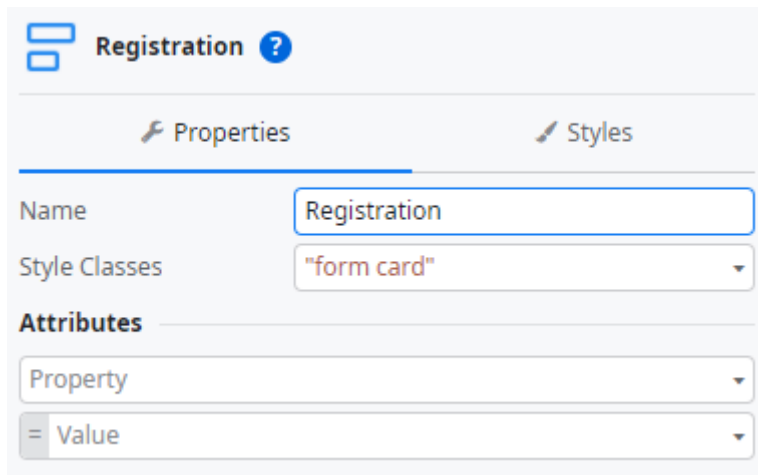 Registration ?
Properties Styles
Name Registration
Style Classes "form card"
Attributes
Property
= Value